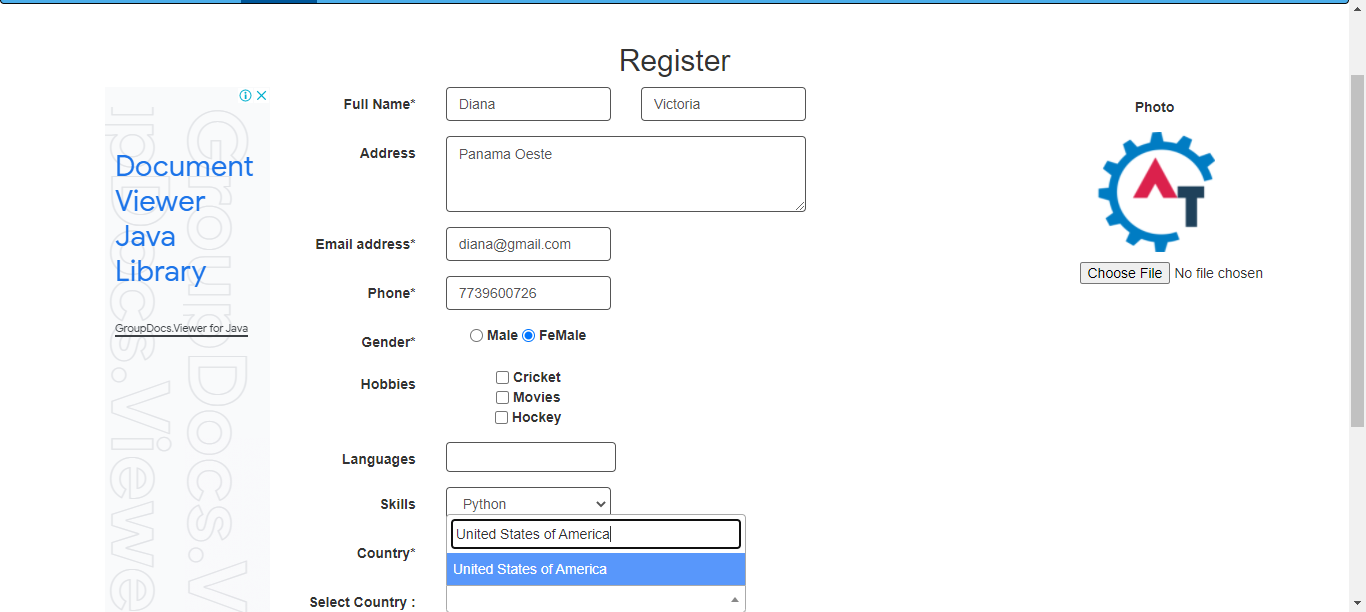 Register
Full Name*
Diana
Victoria
Photo
Address
Panama Oeste
Document
Viewer
Java
Library
GroupDocs.Viewer for Java
Email address*
diana@gmail.com
Choose File No file chosen
Phone*
7739600726
Gender*
Male FeMale
Hobbies
Cricket
Movies
Hockey
Languages
Skills
Python
United States of America
Country*
United States of America
Select Country :
AT